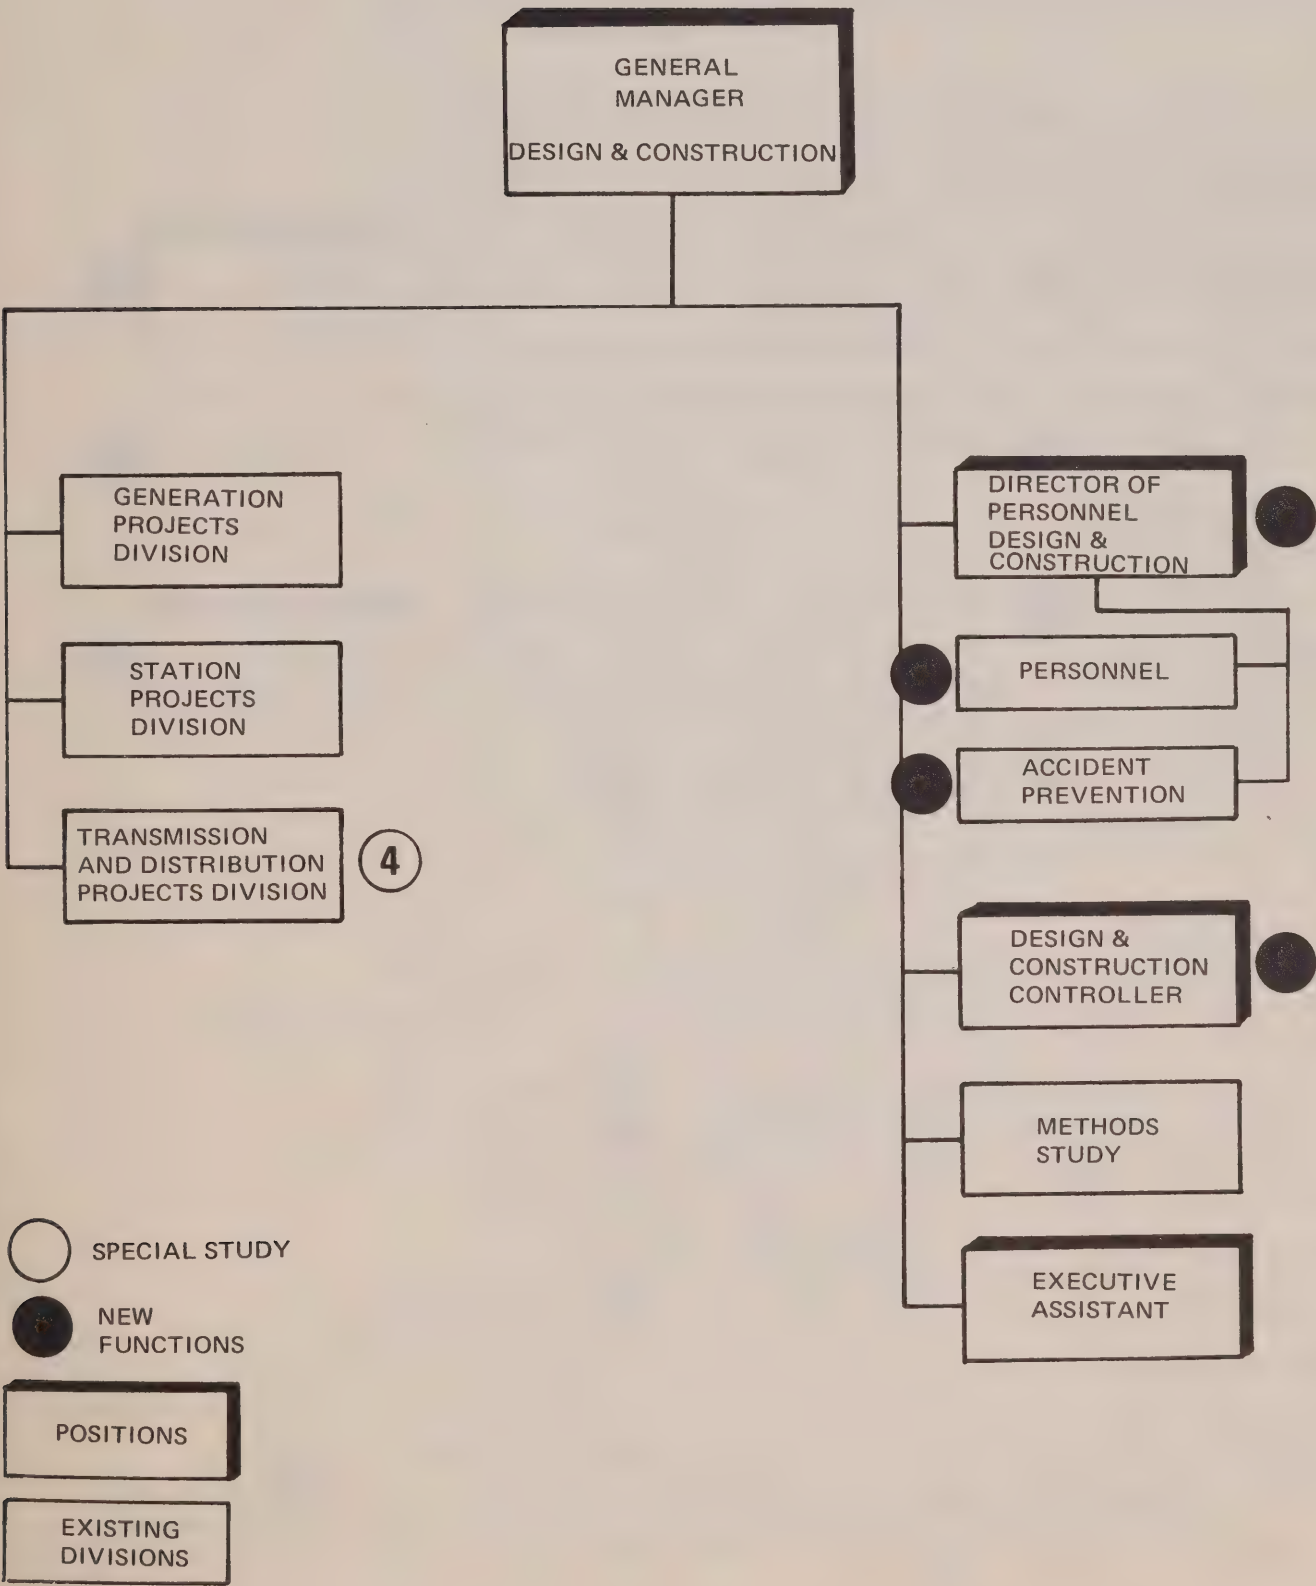 GENERAL
MANAGER
DESIGN & CONSTRUCTION
GENERATION
PROJECTS
DIVISION
STATION
PROJECTS
DIVISION
TRANSMISSION
AND DISTRIBUTION
PROJECTS DIVISION
4
DIRECTOR OF
PERSONNEL
DESIGN &
CONSTRUCTION
PERSONNEL
ACCIDENT
PREVENTION
DESIGN &
CONSTRUCTION
CONTROLLER
METHODS
STUDY
EXECUTIVE
ASSISTANT
SPECIAL STUDY
NEW
FUNCTIONS
POSITIONS
EXISTING
DIVISIONS